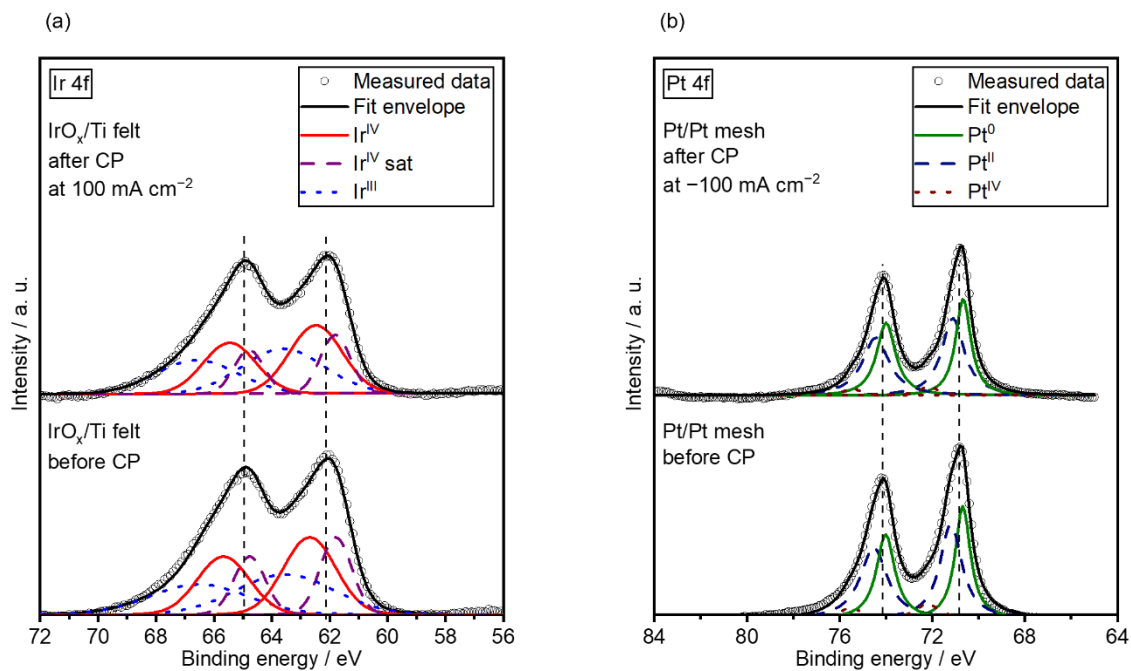 (a)
Ir 4f
IrOₓ/Ti felt
after CP
at 100 mA cm⁻²
Measured data
Fit envelope
Irᴵⱽ
Irᴵⱽ sat
Irᴵᴵᴵ
IrOₓ/Ti felt
before CP
Intensity / a. u.
72 70 68 66 64 62 60 58 56
Binding energy / eV
(b)
Pt 4f
Pt/Pt mesh
after CP
at −100 mA cm⁻²
Measured data
Fit envelope
Pt⁰
Ptᴵᴵ
Ptᴵⱽ
Pt/Pt mesh
before CP
Intensity / a. u.
84 80 76 72 68 64
Binding energy / eV